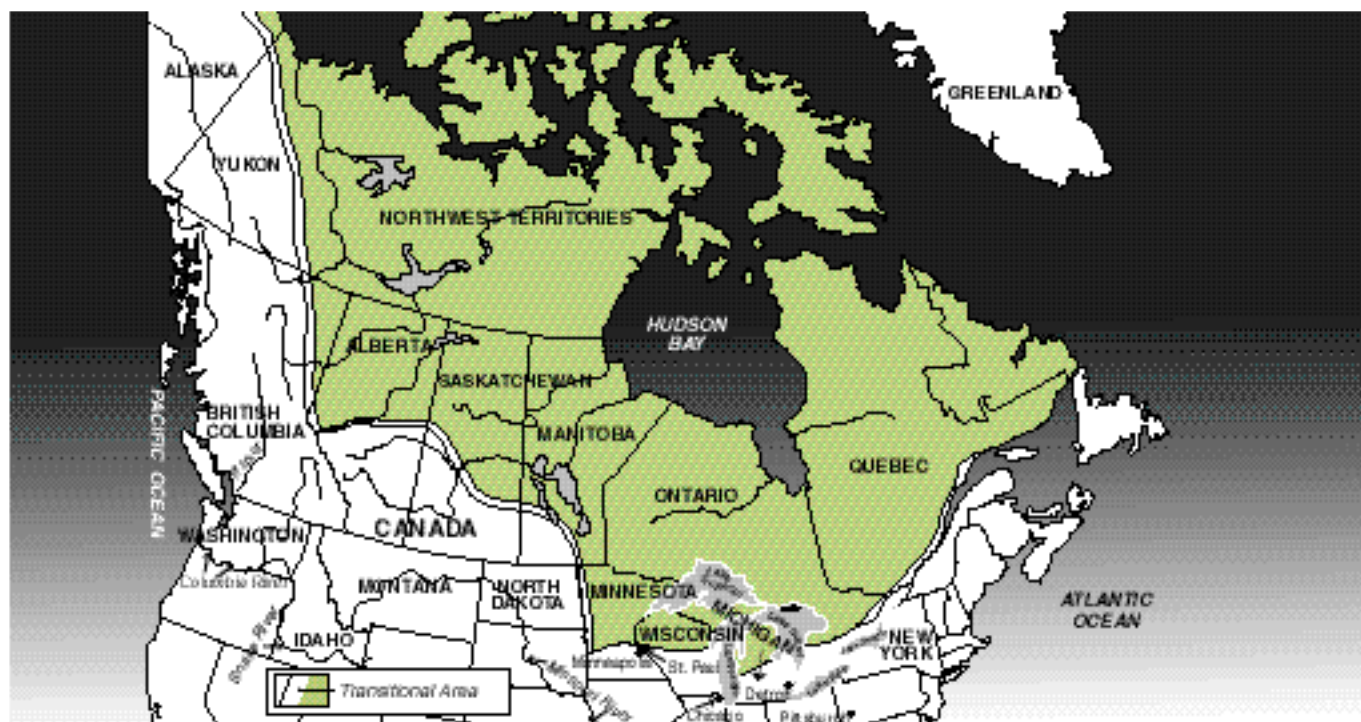 ALASKA
GREENLAND
YUKON
NORTHWEST TERRITORIES
HUDSON
BAY
ALBERTA
SASKATCHEWAN
PACIFIC OCEAN
BRITISH
COLUMBIA
MANITOBA
QUEBEC
ONTARIO
CANADA
WASHINGTON
Columbia River
MONTANA
NORTH
DAKOTA
MINNESOTA
MICHIGAN
ATLANTIC
OCEAN
WISCONSIN
IDAHO
Snake River
NEW
YORK
Minneapolis
St. Paul
Missouri River
Transitional Area
Detroit
Chicago
Pittsburgh